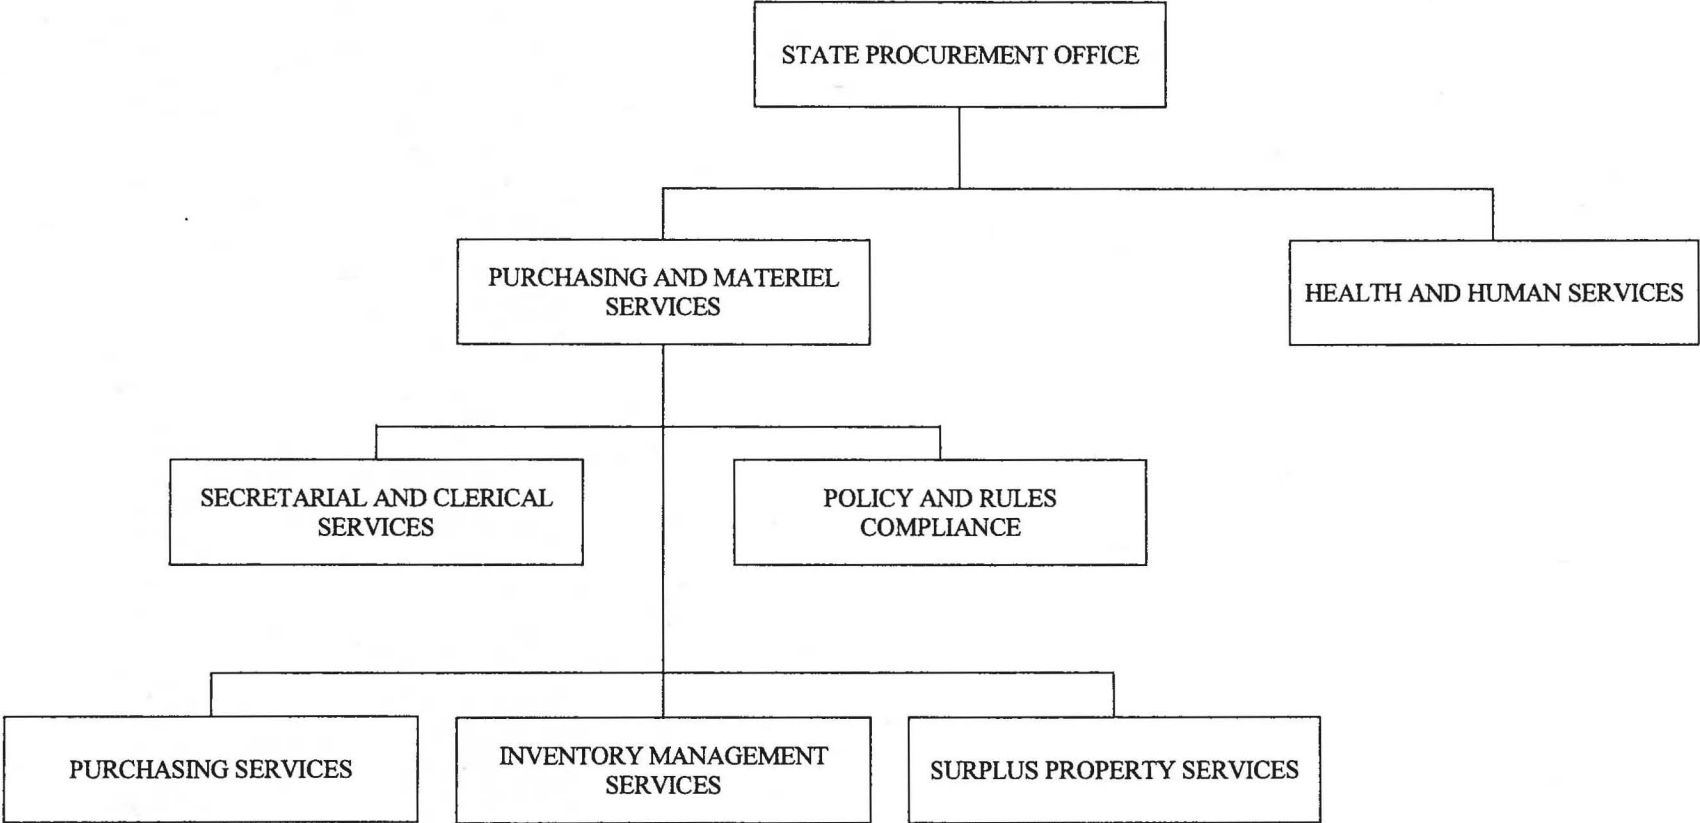 STATE PROCUREMENT OFFICE
PURCHASING AND MATERIEL
SERVICES
HEALTH AND HUMAN SERVICES
SECRETARIAL AND CLERICAL
SERVICES
POLICY AND RULES
COMPLIANCE
PURCHASING SERVICES
INVENTORY MANAGEMENT
SERVICES
SURPLUS PROPERTY SERVICES